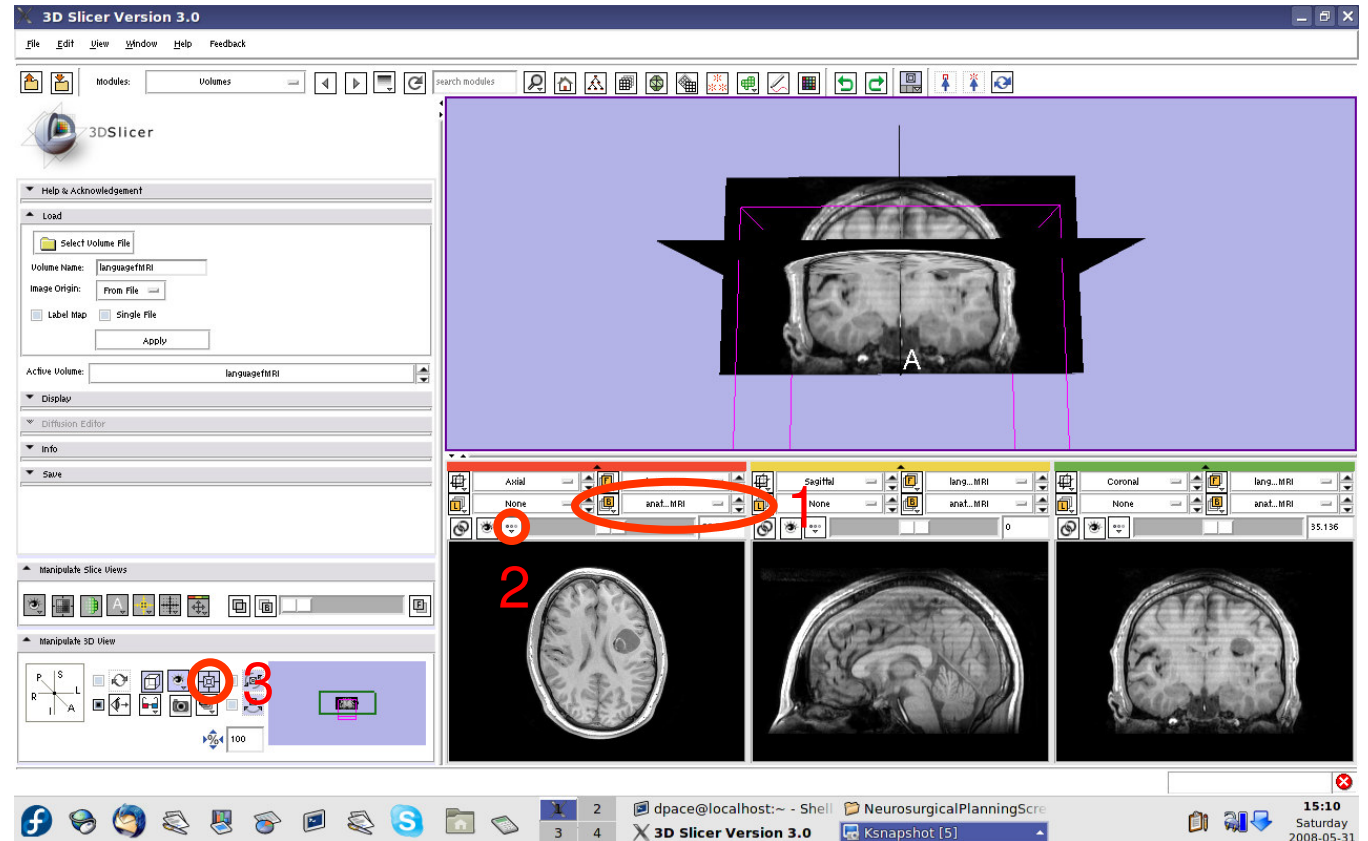 3D Slicer Version 3.0
File Edit View Window Help Feedback
Modules: Volumes search modules
3DSlicer
Help & Acknowledgement
Load
Select Volume File
Volume Name: languagefMRI
Image Origin: From File
Label Map Single File
Apply
Active Volume: languagefMRI
Display
Diffusion Editor
Info
Save
Manipulate Slice Views
A
F
Manipulate 3D View
P S
R L
I A
3
100
A
Axial F
None B anat...MRI
1
2
Sagittal F lang...MRI
L None B anat...MRI
0
Coronal F lang...MRI
L None B anat...MRI
35.136
1 2
3 4
dpace@localhost:~ - Shell
NeurosurgicalPlanningScre
3D Slicer Version 3.0
Ksnapshot [5]
15:10
Saturday
2008-05-31